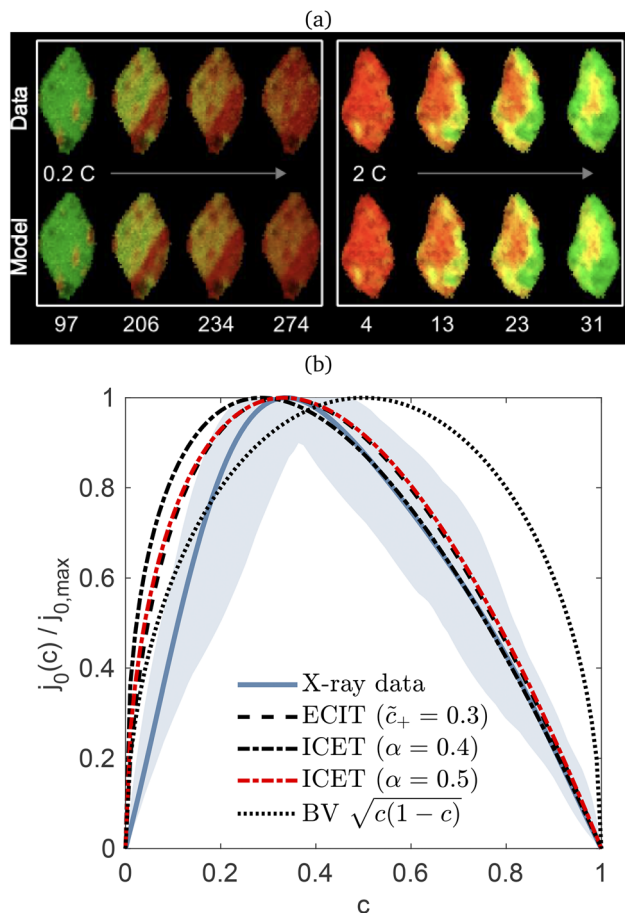 (a)
Data
0.2 C
2 C
Model
97 206 234 274 4 13 23 31
(b)
1
0.8
0.6
0.4
0.2
0
j₀(c) / j₀,max
X-ray data
ECIT (c̃₊ = 0.3)
ICET (α = 0.4)
ICET (α = 0.5)
BV √c(1 − c)
0 0.2 0.4 0.6 0.8 1
c